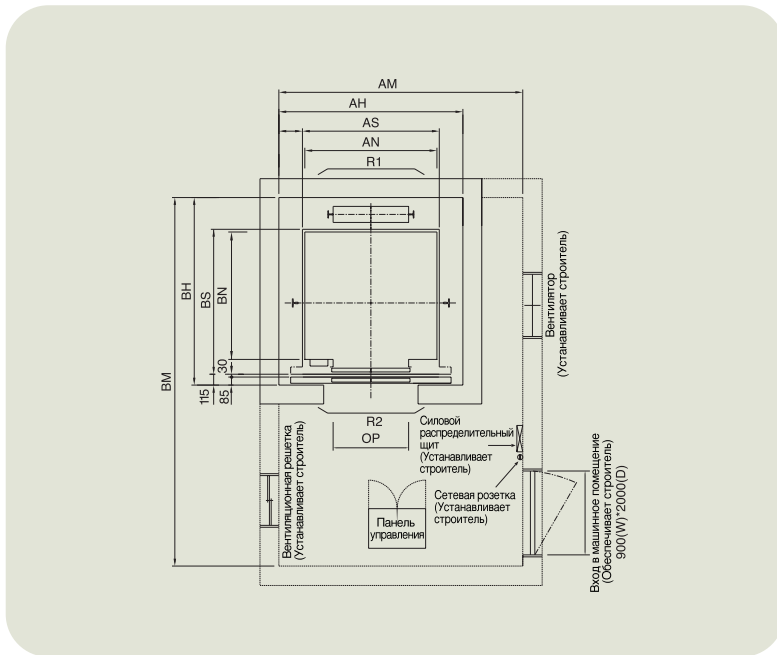 AM
AH
AS
AN
R1
BM
BH
BS
BN
30
115
85
R2
OP
Вентилятор
(Устанавливает строитель)
Силовой
распределительный
щит
(Устанавливает
строитель)
Сетевая розетка
(Устанавливает
строитель)
Вентиляционная решетка
(Устанавливает строитель)
Панель
управления
Вход в машинное помещение
(Обеспечивает строитель)
900(W)*2000(D)